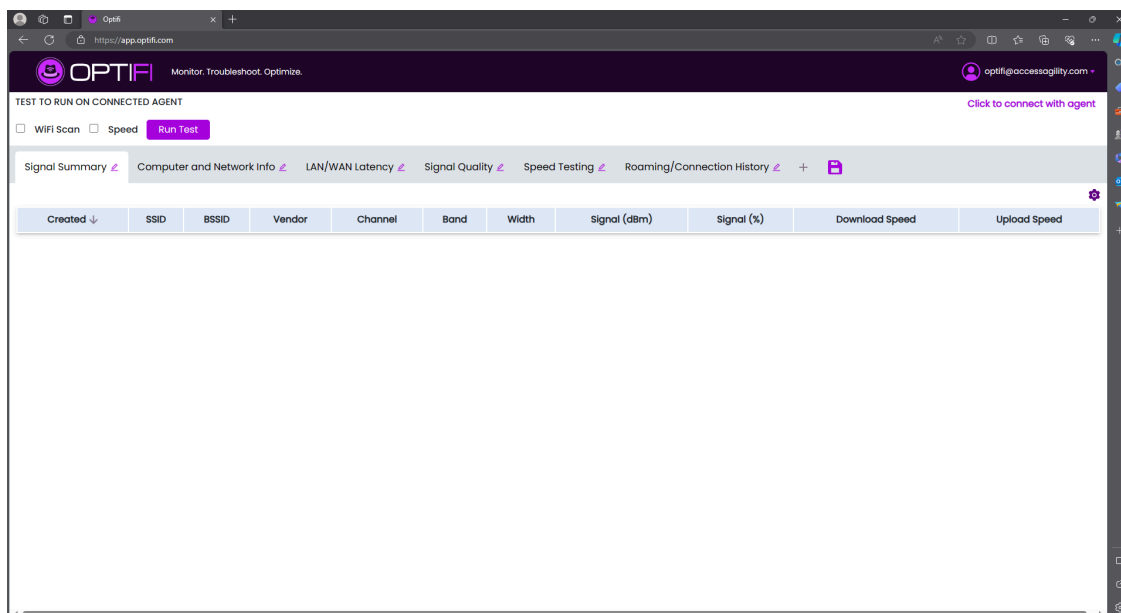 Optifi
https://app.optifi.com
OPTIFI Monitor. Troubleshoot. Optimize. optifi@accessagility.com
TEST TO RUN ON CONNECTED AGENT Click to connect with agent
WiFi Scan Speed Run Test
Signal Summary Computer and Network Info LAN/WAN Latency Signal Quality Speed Testing Roaming/Connection History +
Created SSID BSSID Vendor Channel Band Width Signal (dBm) Signal (%) Download Speed Upload Speed